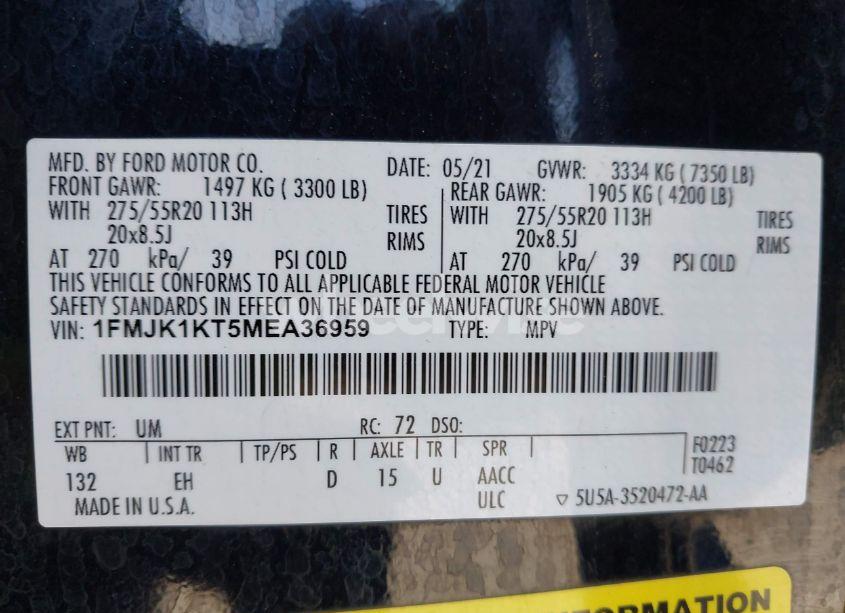 MFD. BY FORD MOTOR CO. DATE: 05/21 GVWR: 3334 KG ( 7350 LB)
FRONT GAWR: 1497 KG ( 3300 LB) REAR GAWR: 1905 KG ( 4200 LB)
WITH 275/55R20 113H TIRES WITH 275/55R20 113H TIRES
20x8.5J RIMS 20x8.5J RIMS
AT 270 kPa/ 39 PSI COLD AT 270 kPa/ 39 PSI COLD
THIS VEHICLE CONFORMS TO ALL APPLICABLE FEDERAL MOTOR VEHICLE
SAFETY STANDARDS IN EFFECT ON THE DATE OF MANUFACTURE SHOWN ABOVE.
VIN: 1FMJK1KT5MEA36959 TYPE: MPV
EXT PNT: UM RC: 72 DSO:
WB INT TR TP/PS R AXLE TR SPR F0223
T0462
132 EH D 15 U AACC
MADE IN U.S.A. ULC ▽ 5U5A-3520472-AA
INFORMATION